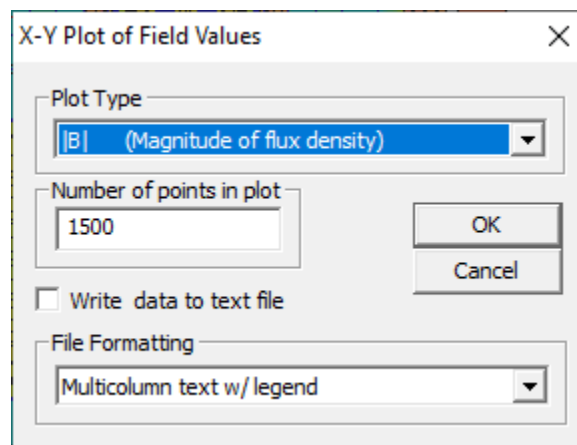 X-Y Plot of Field Values
Plot Type
|B| (Magnitude of flux density)
Number of points in plot
1500
OK
Cancel
Write data to text file
File Formatting
Multicolumn text w/ legend